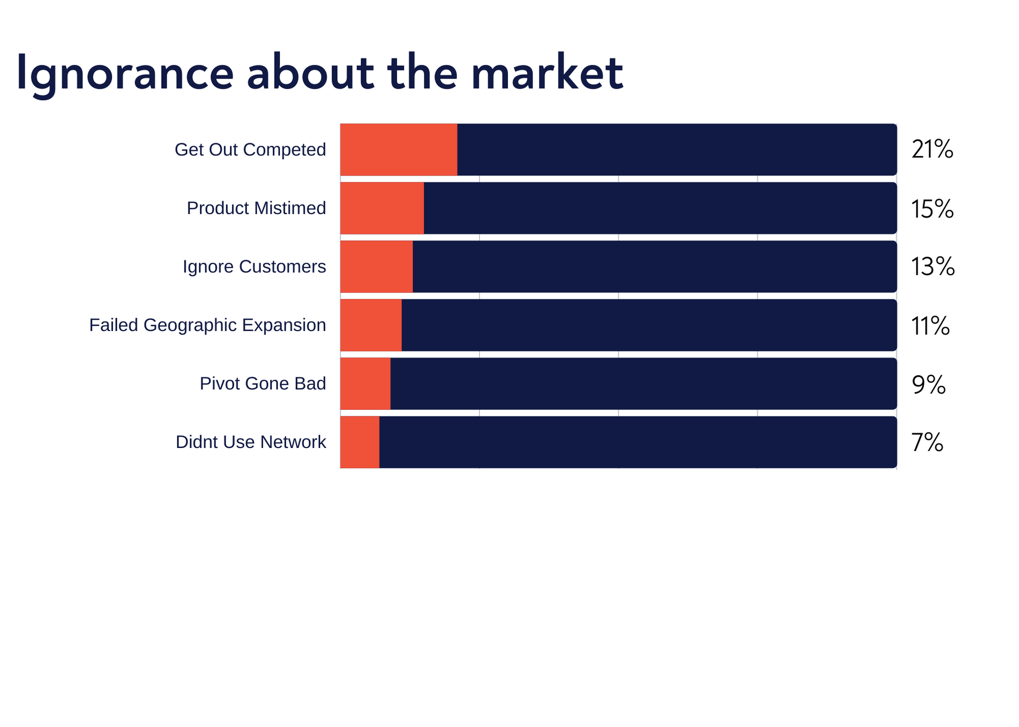 Ignorance about the market
Get Out Competed 21%
Product Mistimed 15%
Ignore Customers 13%
Failed Geographic Expansion 11%
Pivot Gone Bad 9%
Didnt Use Network 7%